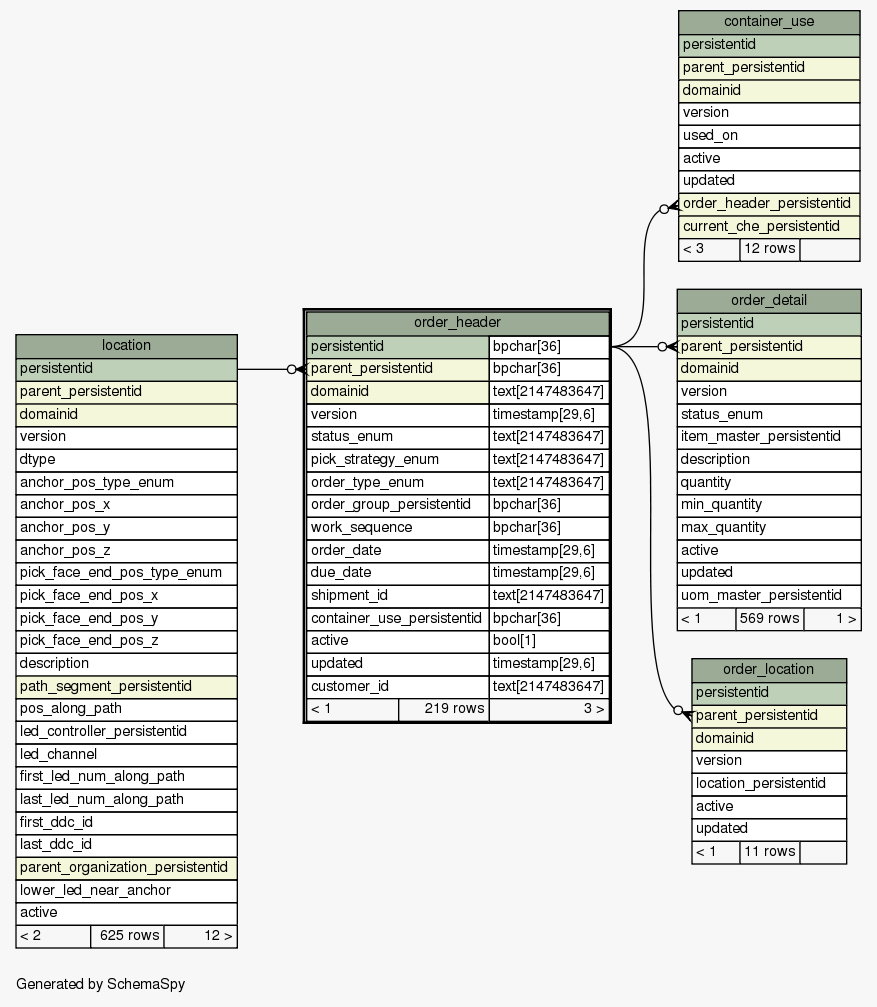 container_use
persistentid
parent_persistentid
domainid
version
used_on
active
updated
order_header_persistentid
current_che_persistentid
< 3 12 rows
order_detail
persistentid
parent_persistentid
domainid
version
status_enum
item_master_persistentid
description
quantity
min_quantity
max_quantity
active
updated
uom_master_persistentid
< 1 569 rows 1 >
order_header
persistentid bpchar[36]
parent_persistentid bpchar[36]
domainid text[2147483647]
version timestamp[29,6]
status_enum text[2147483647]
pick_strategy_enum text[2147483647]
order_type_enum text[2147483647]
order_group_persistentid bpchar[36]
work_sequence bpchar[36]
order_date timestamp[29,6]
due_date timestamp[29,6]
shipment_id text[2147483647]
container_use_persistentid bpchar[36]
active bool[1]
updated timestamp[29,6]
customer_id text[2147483647]
< 1 219 rows 3 >
location
persistentid
parent_persistentid
domainid
version
dtype
anchor_pos_type_enum
anchor_pos_x
anchor_pos_y
anchor_pos_z
pick_face_end_pos_type_enum
pick_face_end_pos_x
pick_face_end_pos_y
pick_face_end_pos_z
description
path_segment_persistentid
pos_along_path
led_controller_persistentid
led_channel
first_led_num_along_path
last_led_num_along_path
first_ddc_id
last_ddc_id
parent_organization_persistentid
lower_led_near_anchor
active
< 2 625 rows 12 >
order_location
persistentid
parent_persistentid
domainid
version
location_persistentid
active
updated
< 1 11 rows
Generated by SchemaSpy